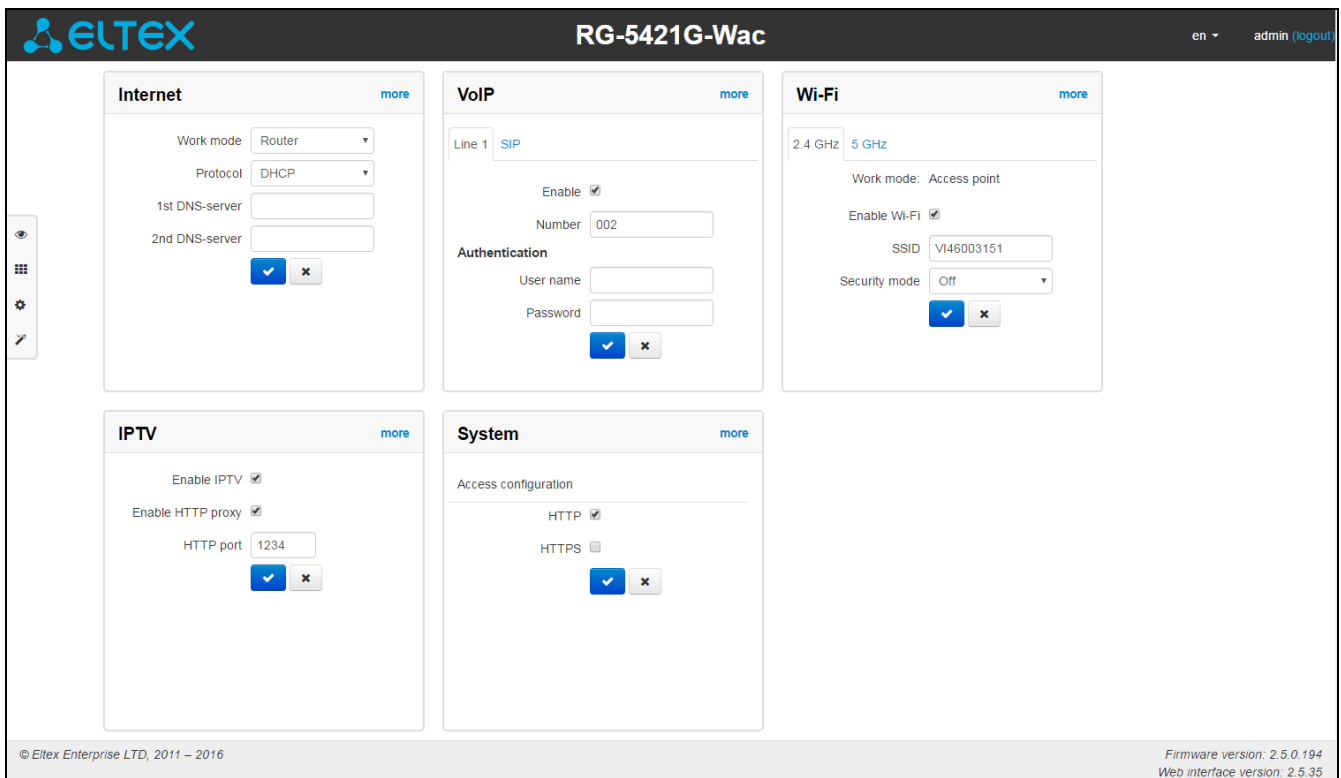 ELTEX
RG-5421G-Wac
en
admin (logout)
Internet more
Work mode Router
Protocol DHCP
1st DNS-server
2nd DNS-server
VoIP more
Line 1 SIP
Enable
Number 002
Authentication
User name
Password
Wi-Fi more
2.4 GHz 5 GHz
Work mode: Access point
Enable Wi-Fi
SSID VI46003151
Security mode Off
IPTV more
Enable IPTV
Enable HTTP proxy
HTTP port 1234
System more
Access configuration
HTTP
HTTPS
© Eltex Enterprise LTD, 2011 – 2016
Firmware version: 2.5.0.194
Web interface version: 2.5.35